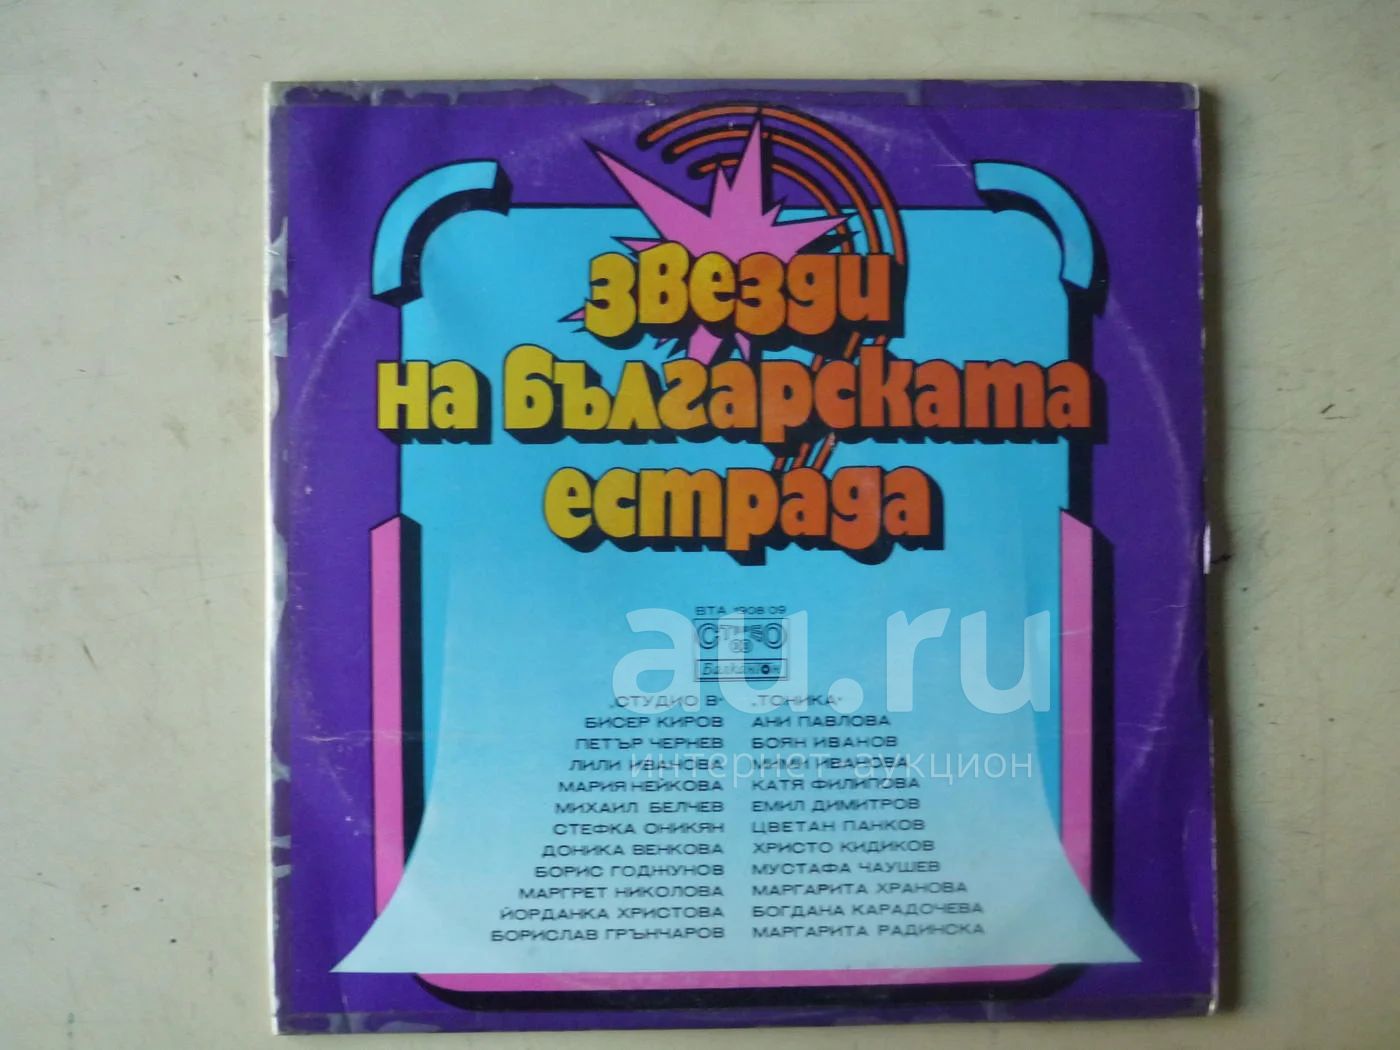 звезди
на българската
естрада
ВТА 1908/09
СТЕРЕО
33
Балкантон
„СТУДИО В“ „ТОНИКА“
БИСЕР КИРОВ АНИ ПАВЛОВА
ПЕТЪР ЧЕРНЕВ БОЯН ИВАНОВ
ЛИЛИ ИВАНОВА МИМИ ИВАНОВА
МАРИЯ НЕЙКОВА КАТЯ ФИЛИПОВА
МИХАИЛ БЕЛЧЕВ ЕМИЛ ДИМИТРОВ
СТЕФКА ОНИКЯН ЦВЕТАН ПАНКОВ
ДОНИКА ВЕНКОВА ХРИСТО КИДИКОВ
БОРИС ГОДЖУНОВ МУСТАФА ЧАУШЕВ
МАРГРЕТ НИКОЛОВА МАРГАРИТА ХРАНОВА
ЙОРДАНКА ХРИСТОВА БОГДАНА КАРАДОЧЕВА
БОРИСЛАВ ГРЪНЧАРОВ МАРГАРИТА РАДИНСКА
au.ru
интернет аукцион